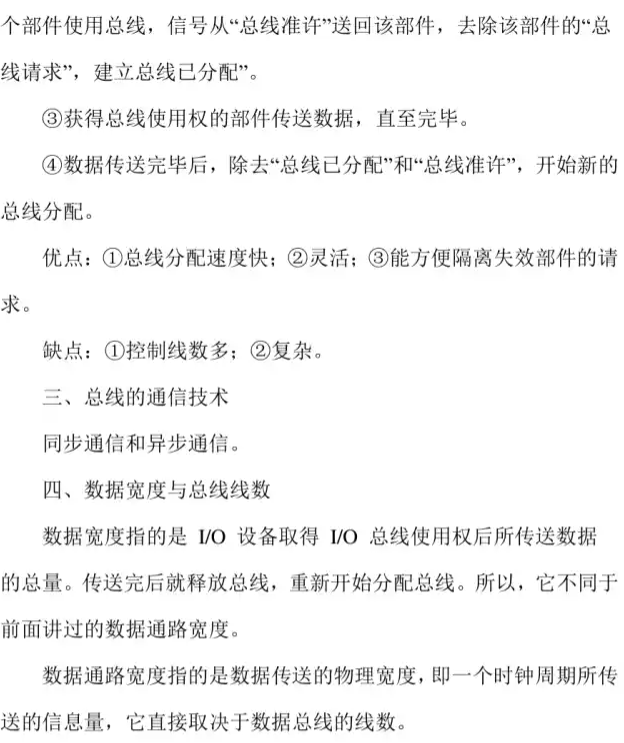 个部件使用总线，信号从“总线准许”送回该部件，去除该部件的“总
线请求”，建立总线已分配”。
③获得总线使用权的部件传送数据，直至完毕。
④数据传送完毕后，除去“总线已分配”和“总线准许”，开始新的
总线分配。
优点：①总线分配速度快；②灵活；③能方便隔离失效部件的请
求。
缺点：①控制线数多；②复杂。
三、总线的通信技术
同步通信和异步通信。
四、数据宽度与总线线数
数据宽度指的是 I/O 设备取得 I/O 总线使用权后所传送数据
的总量。传送完后就释放总线，重新开始分配总线。所以，它不同于
前面讲过的数据通路宽度。
数据通路宽度指的是数据传送的物理宽度，即一个时钟周期所传
送的信息量，它直接取决于数据总线的线数。